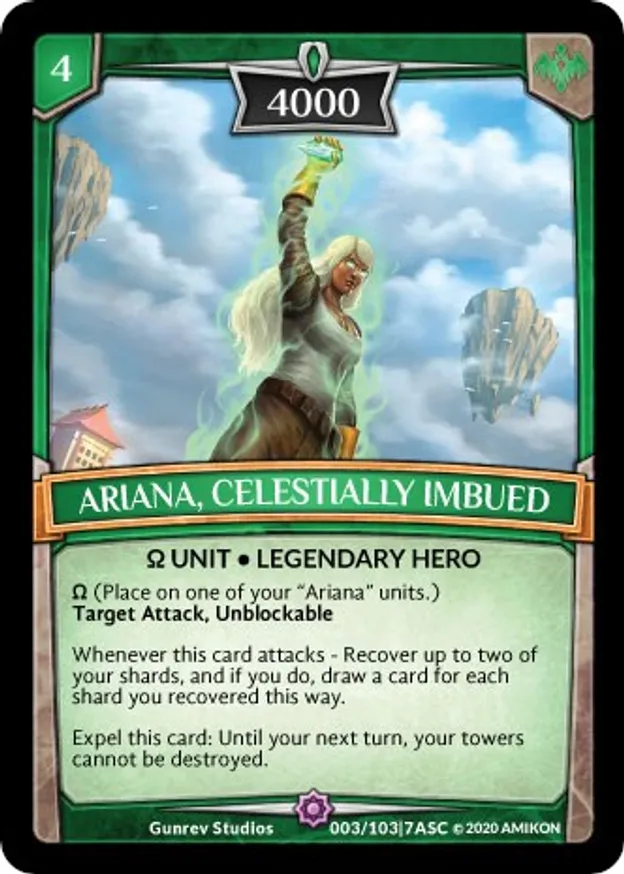 4
4000
ARIANA, CELESTIALLY IMBUED
Ω UNIT • LEGENDARY HERO
Ω (Place on one of your “Ariana” units.)
Target Attack, Unblockable
Whenever this card attacks - Recover up to two of
your shards, and if you do, draw a card for each
shard you recovered this way.
Expel this card: Until your next turn, your towers
cannot be destroyed.
Gunrev Studios 003/103|7ASC © 2020 AMIKON